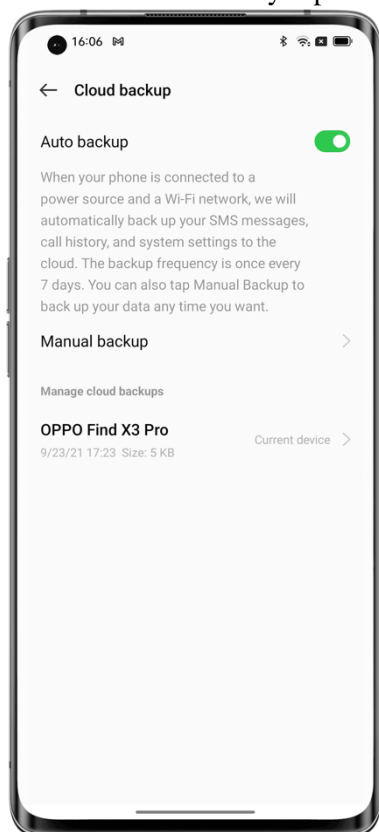 16:06
Cloud backup
Auto backup
When your phone is connected to a
power source and a Wi-Fi network, we will
automatically back up your SMS messages,
call history, and system settings to the
cloud. The backup frequency is once every
7 days. You can also tap Manual Backup to
back up your data any time you want.
Manual backup
Manage cloud backups
OPPO Find X3 Pro
Current device
9/23/21 17:23 Size: 5 KB